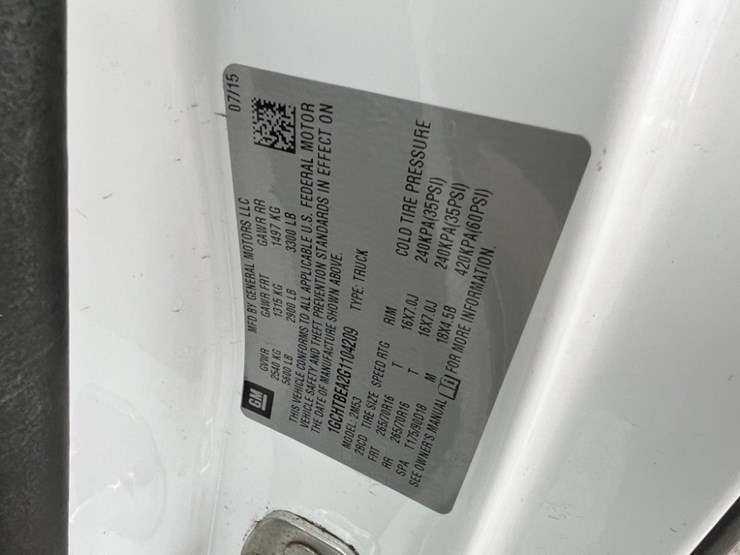 GM
MFD BY GENERAL MOTORS LLC
07/15
GVWR GAWR FRT GAWR RR
2540 KG 1315 KG 1497 KG
5600 LB 2900 LB 3300 LB
THIS VEHICLE CONFORMS TO ALL APPLICABLE U.S. FEDERAL MOTOR
VEHICLE SAFETY AND THEFT PREVENTION STANDARDS IN EFFECT ON
THE DATE OF MANUFACTURE SHOWN ABOVE.
1GCHTBEA2G1104209 TYPE: TRUCK
MODEL: 2M53
2BCD TIRE SIZE SPEED RTG RIM COLD TIRE PRESSURE
FRT 265/70R16 T 16X7.0J 240KPA(35PSI)
RR 265/70R16 T 16X7.0J 240KPA(35PSI)
SPA T175/80D18 M 18X4.5B 420KPA(60PSI)
SEE OWNER'S MANUAL FOR MORE INFORMATION.